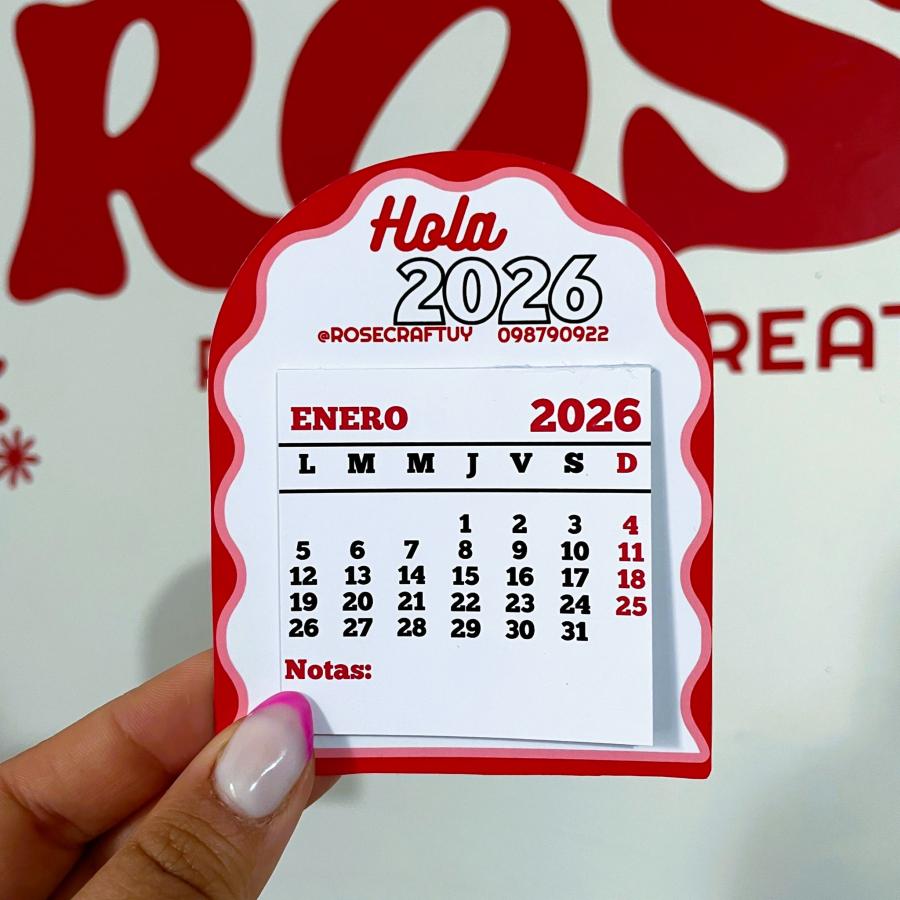 ROS
Hola
2026
@ROSECRAFTUY 098790922
REAT
ENERO 2026
L M M J V S D
1 2 3 4
5 6 7 8 9 10 11
12 13 14 15 16 17 18
19 20 21 22 23 24 25
26 27 28 29 30 31
Notas: